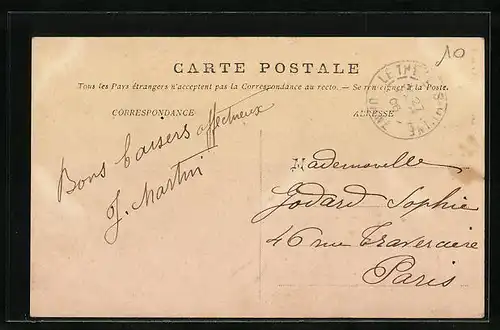 10
CARTE POSTALE
Tous les Pays étrangers n'acceptent pas la Correspondance au recto. — Se renseigner à la Poste.
CORRESPONDANCE
ADRESSE
Bons baisers affectueux
J. Martin
Mademoiselle
Godard Sophie
46 rue Traversière
Paris